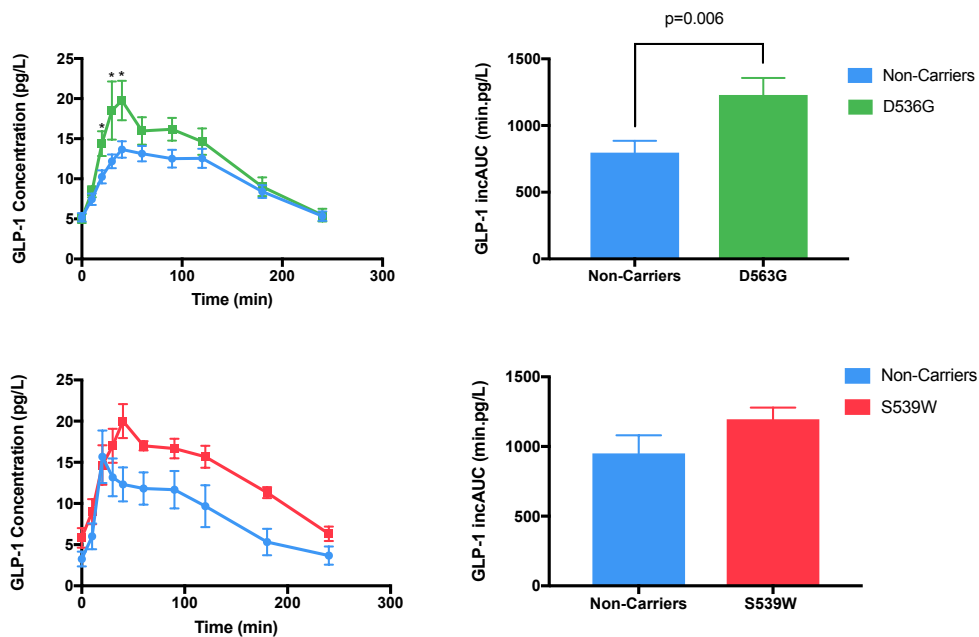 p=0.006
GLP-1 Concentration (pg/L)
25
20
15
10
5
0
* * *
0 100 200 300
Time (min)
GLP-1 incAUC (min.pg/L)
1500
1000
500
0
Non-Carriers D563G
Non-Carriers
D536G
GLP-1 Concentration (pg/L)
25
20
15
10
5
0
0 100 200 300
Time (min)
GLP-1 incAUC (min.pg/L)
1500
1000
500
0
Non-Carriers S539W
Non-Carriers
S539W